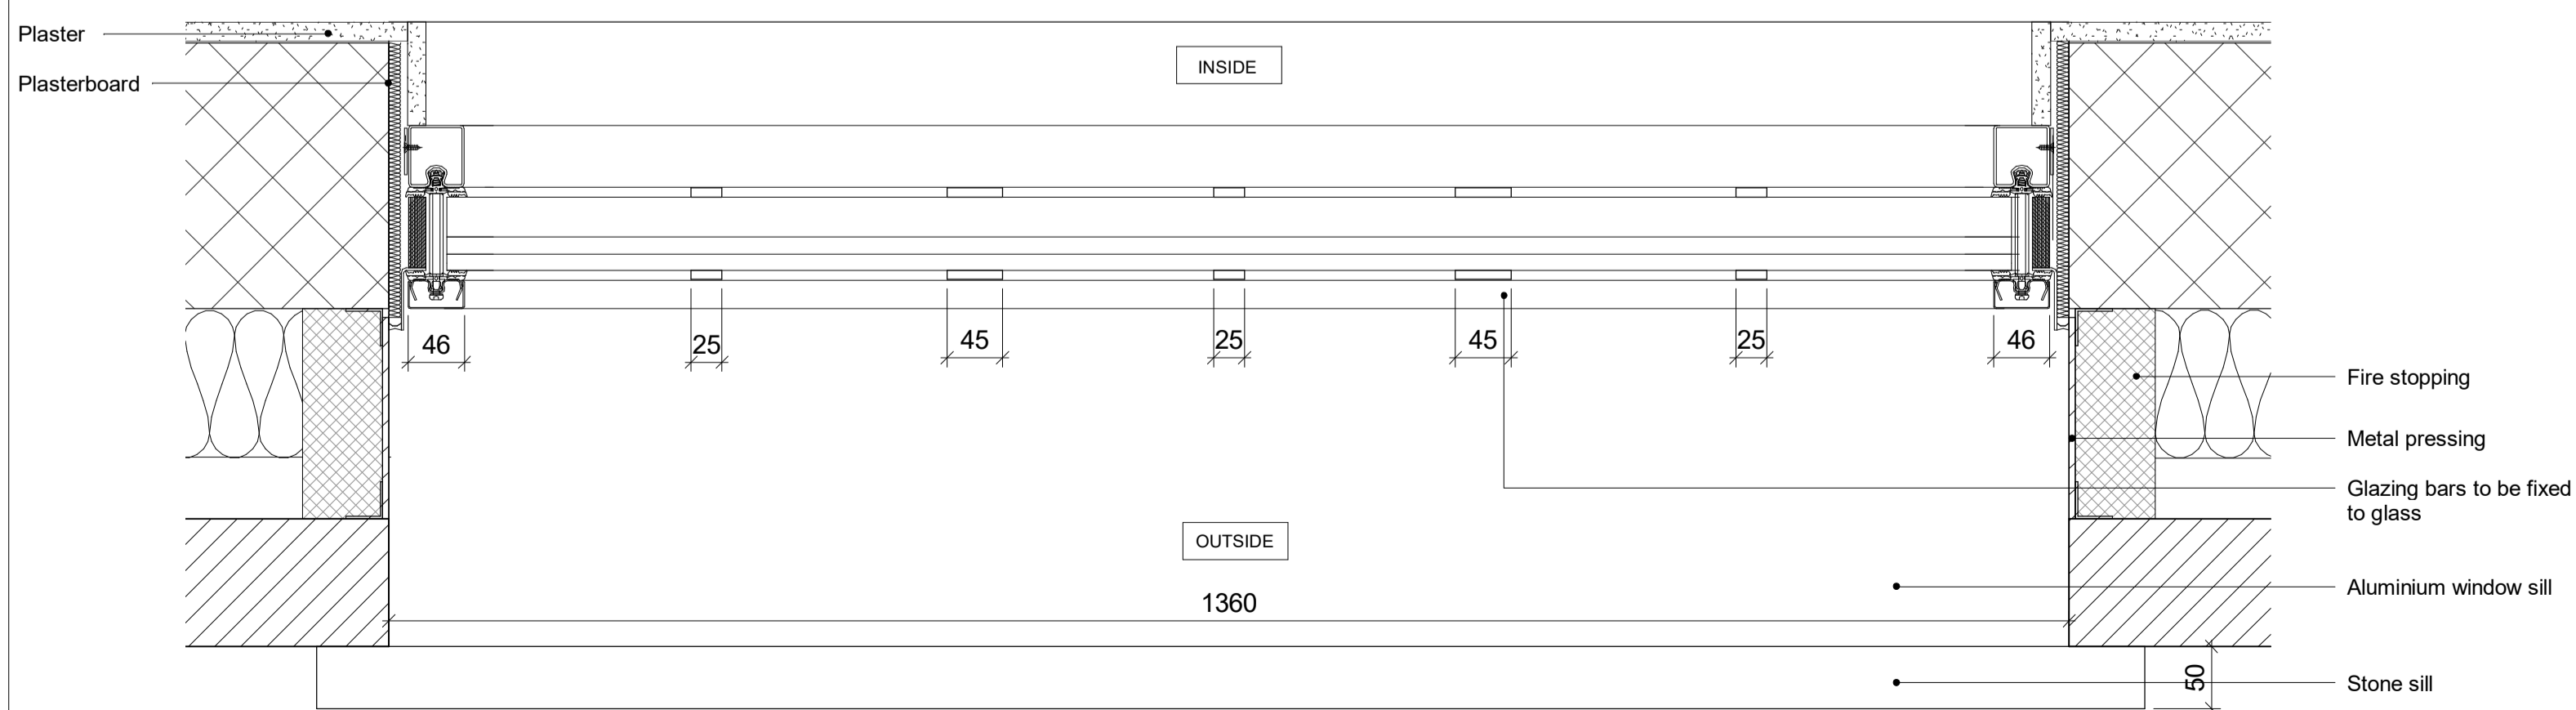 Plaster
Plasterboard
INSIDE
46
25
45
25
45
25
46
Fire stopping
Metal pressing
Glazing bars to be fixed
to glass
OUTSIDE
Aluminium window sill
1360
50
Stone sill